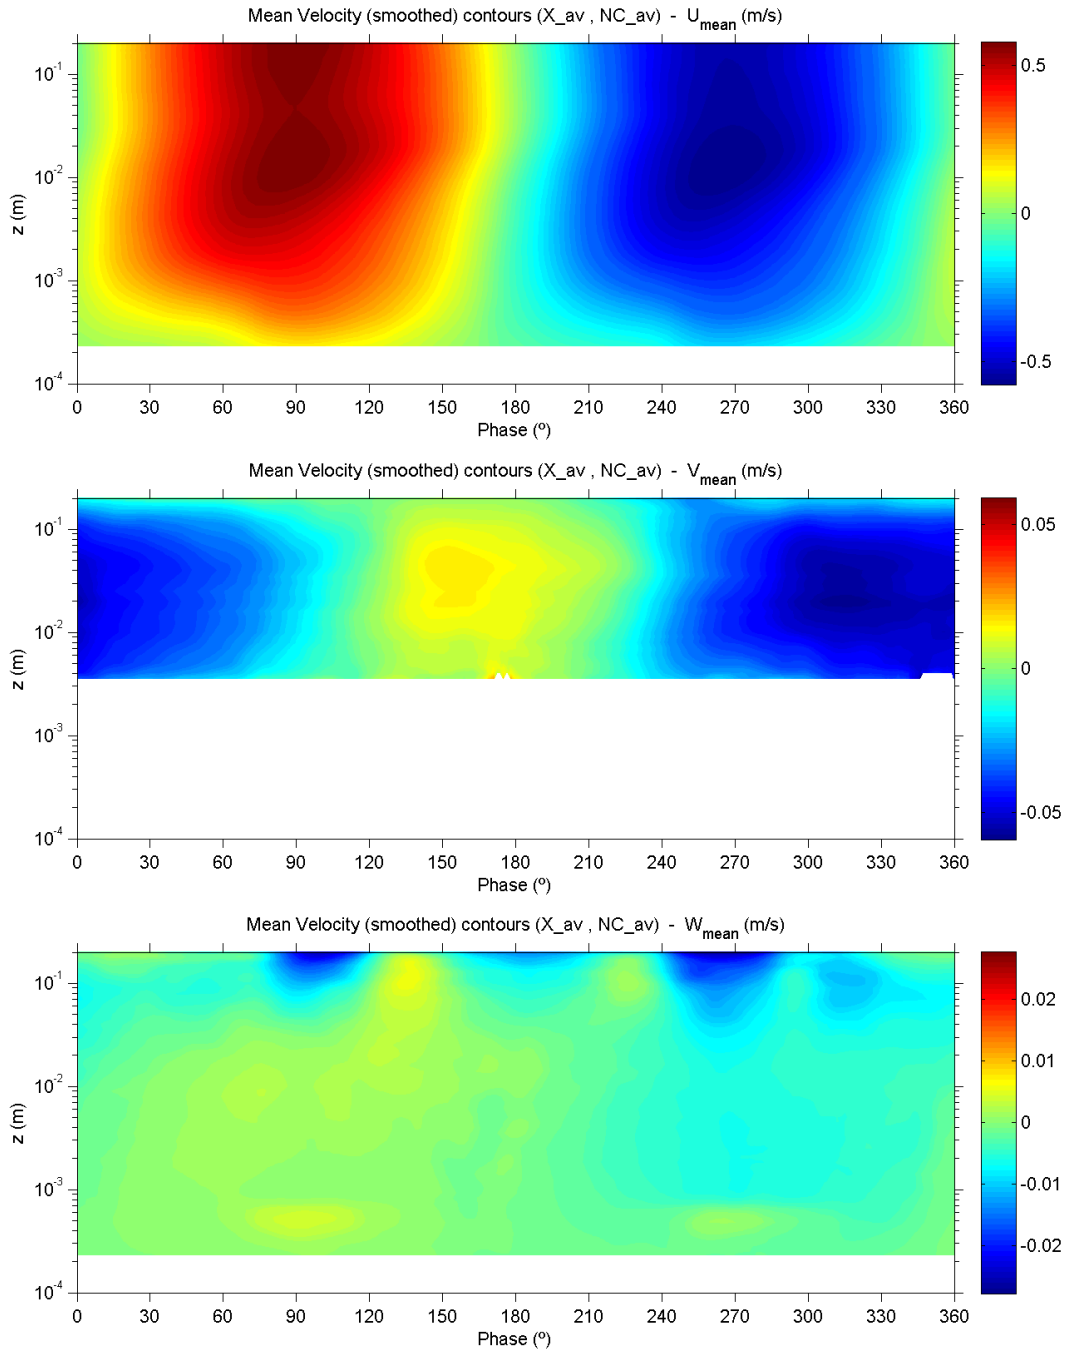 Mean Velocity (smoothed) contours (X_av , NC_av) - U_mean (m/s)
10^-1
10^-2
10^-3
10^-4
z (m)
0 30 60 90 120 150 180 210 240 270 300 330 360
Phase (º)
0.5
0
-0.5
Mean Velocity (smoothed) contours (X_av , NC_av) - V_mean (m/s)
10^-1
10^-2
10^-3
10^-4
z (m)
0 30 60 90 120 150 180 210 240 270 300 330 360
Phase (º)
0.05
0
-0.05
Mean Velocity (smoothed) contours (X_av , NC_av) - W_mean (m/s)
10^-1
10^-2
10^-3
10^-4
z (m)
0 30 60 90 120 150 180 210 240 270 300 330 360
Phase (º)
0.02
0.01
0
-0.01
-0.02